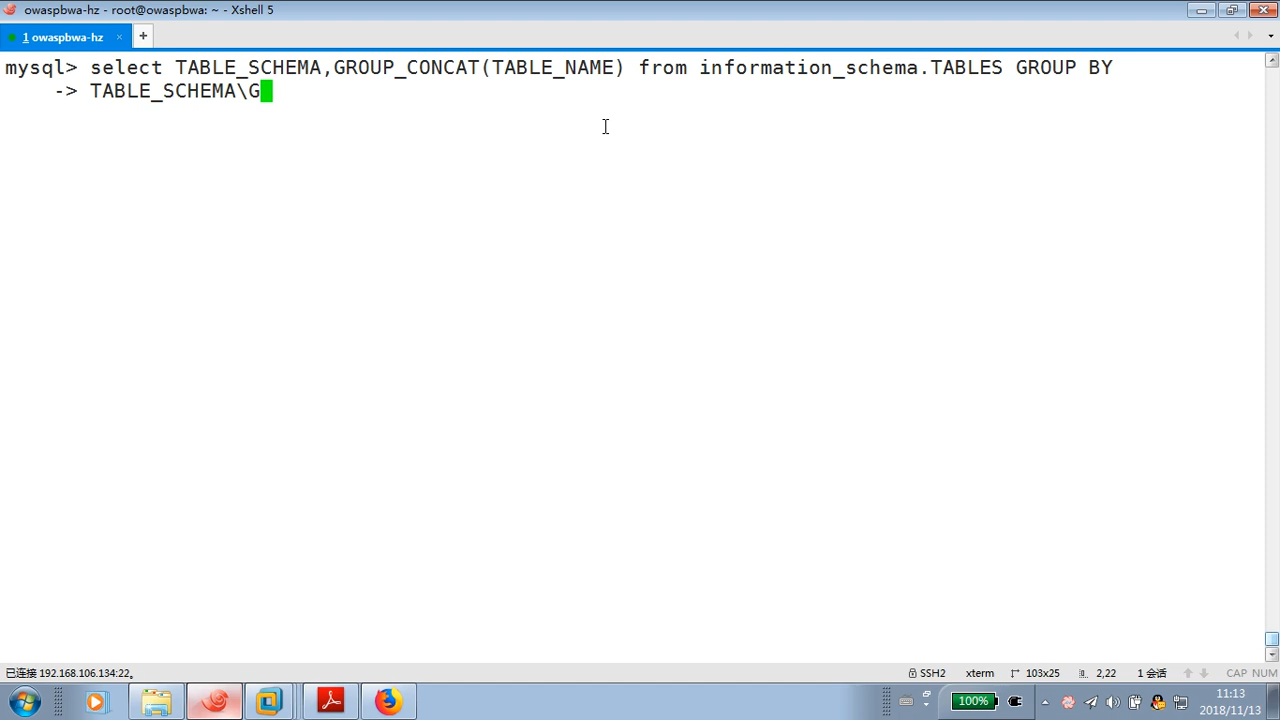 owaspbwa-hz - root@owaspbwa: ~ - Xshell 5
1 owaspbwa-hz × +
mysql> select TABLE_SCHEMA,GROUP_CONCAT(TABLE_NAME) from information_schema.TABLES GROUP BY
-> TABLE_SCHEMA\G
已连接 192.168.106.134:22。 SSH2 xterm 103x25 2,22 1 会话 CAP NUM
100% 11:13
2018/11/13